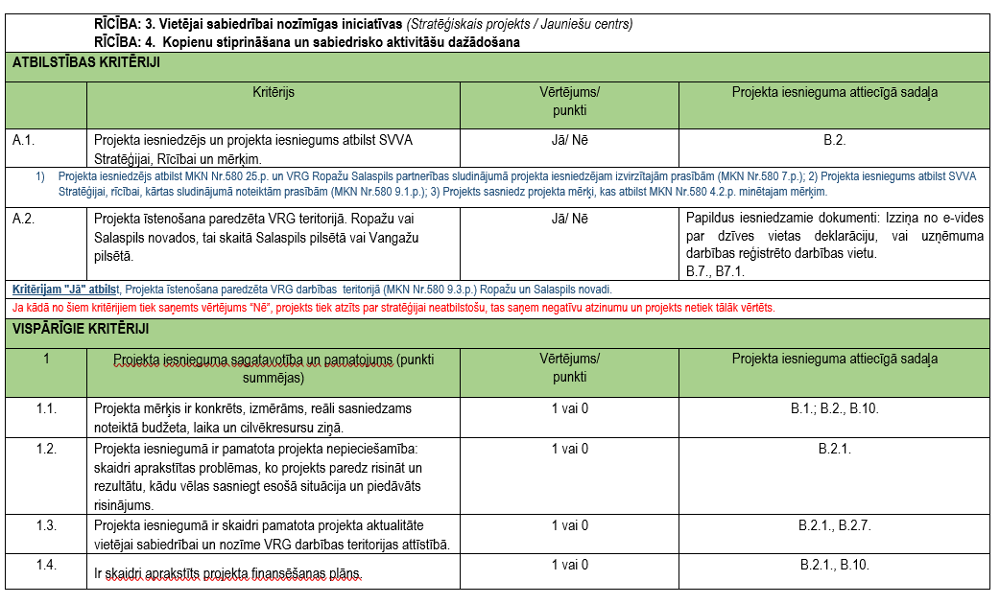 RĪCĪBA: 3. Vietējai sabiedrībai nozīmīgas iniciatīvas (Stratēģiskais projekts / Jauniešu centrs)
RĪCĪBA: 4. Kopienu stiprināšana un sabiedrisko aktivitāšu dažādošana
ATBILSTĪBAS KRITĒRIJI
Kritērijs
Vērtējums/
punkti
Projekta iesnieguma attiecīgā sadaļa
A.1.
Projekta iesniedzējs un projekta iesniegums atbilst SVVA
Stratēģijai, Rīcībai un mērķim.
Jā/ Nē
B.2.
1) Projekta iesniedzējs atbilst MKN Nr.580 25.p. un VRG Ropažu Salaspils partnerības sludinājumā projekta iesniedzējam izvirzītajām prasībām (MKN Nr.580 7.p.); 2) Projekta iesniegums atbilst SVVA
Stratēģijai, rīcībai, kārtas sludinājumā noteiktām prasībām (MKN Nr.580 9.1.p.); 3) Projekts sasniedz projekta mērķi, kas atbilst MKN Nr.580 4.2.p. minētajam mērķim.
A.2.
Projekta īstenošana paredzēta VRG teritorijā. Ropažu vai
Salaspils novados, tai skaitā Salaspils pilsētā vai Vangažu
pilsētā.
Jā/ Nē
Papildus iesniedzamie dokumenti: Izziņa no e-vides
par dzīves vietas deklarāciju, vai uzņēmuma
darbības reģistrēto darbības vietu.
B.7., B7.1.
Kritērijam "Jā" atbilst, Projekta īstenošana paredzēta VRG darbības teritorijā (MKN Nr.580 9.3.p.) Ropažu un Salaspils novadi.
Ja kādā no šiem kritērijiem tiek saņemts vērtējums “Nē”, projekts tiek atzīts par stratēģijai neatbilstošu, tas saņem negatīvu atzinumu un projekts netiek tālāk vērtēts.
VISPĀRĪGIE KRITĒRIJI
1
Projekta iesnieguma sagatavotība un pamatojums (punkti
summējas)
Vērtējums/
punkti
Projekta iesnieguma attiecīgā sadaļa
1.1.
Projekta mērķis ir konkrēts, izmērāms, reāli sasniedzams
noteiktā budžeta, laika un cilvēkresursu ziņā.
1 vai 0
B.1.; B.2., B.10.
1.2.
Projekta iesniegumā ir pamatota projekta nepieciešamība:
skaidri aprakstītas problēmas, ko projekts paredz risināt un
rezultātu, kādu vēlas sasniegt esošā situācija un piedāvāts
risinājums.
1 vai 0
B.2.1.
1.3.
Projekta iesniegumā ir skaidri pamatota projekta aktualitāte
vietējai sabiedrībai un nozīme VRG darbības teritorijas attīstībā.
1 vai 0
B.2.1., B.2.7.
1.4.
Ir skaidri aprakstīts projekta finansēšanas plāns.
1 vai 0
B.2.1., B.10.